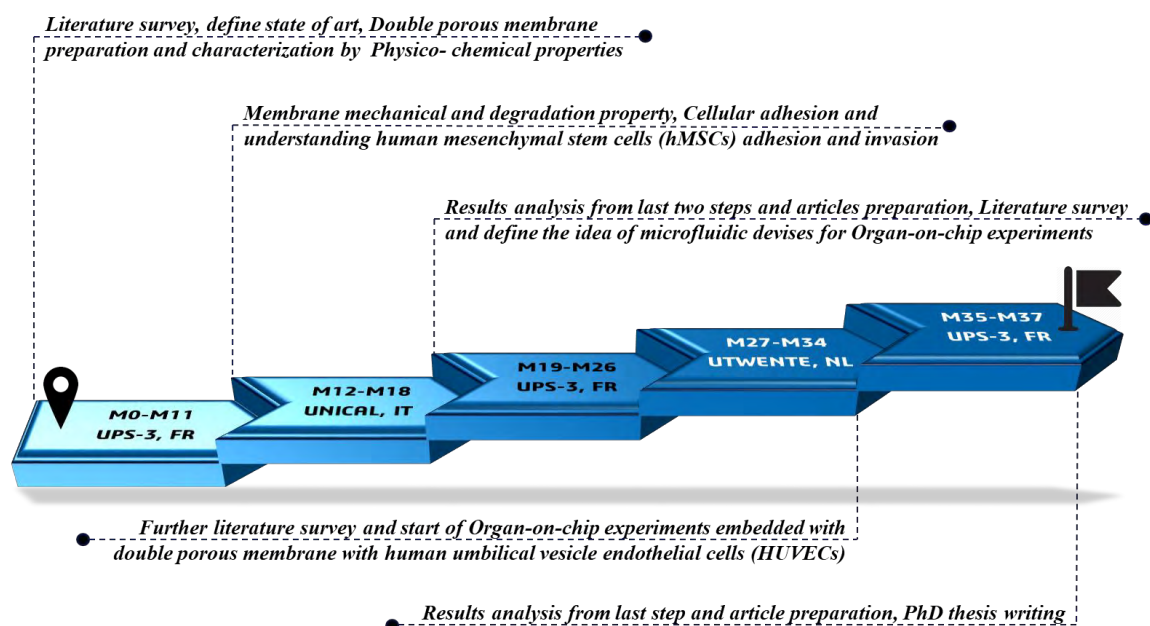 Literature survey, define state of art, Double porous membrane
preparation and characterization by Physico- chemical properties
Membrane mechanical and degradation property, Cellular adhesion and
understanding human mesenchymal stem cells (hMSCs) adhesion and invasion
Results analysis from last two steps and articles preparation, Literature survey
and define the idea of microfluidic devises for Organ-on-chip experiments
M35-M37
UPS-3, FR
M27-M34
UTWENTE, NL
M19-M26
UPS-3, FR
M12-M18
UNICAL, IT
M0-M11
UPS-3, FR
Further literature survey and start of Organ-on-chip experiments embedded with
double porous membrane with human umbilical vesicle endothelial cells (HUVECs)
Results analysis from last step and article preparation, PhD thesis writing